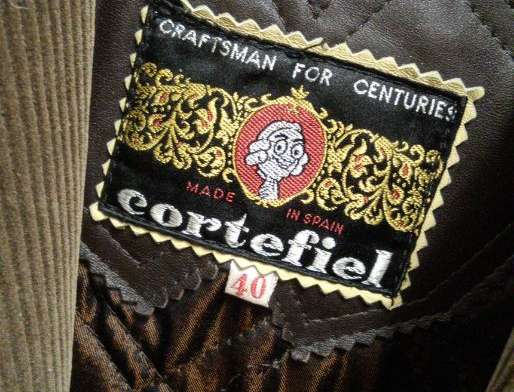 CRAFTSMAN FOR CENTURIES
MADE IN SPAIN
cortefiel
40